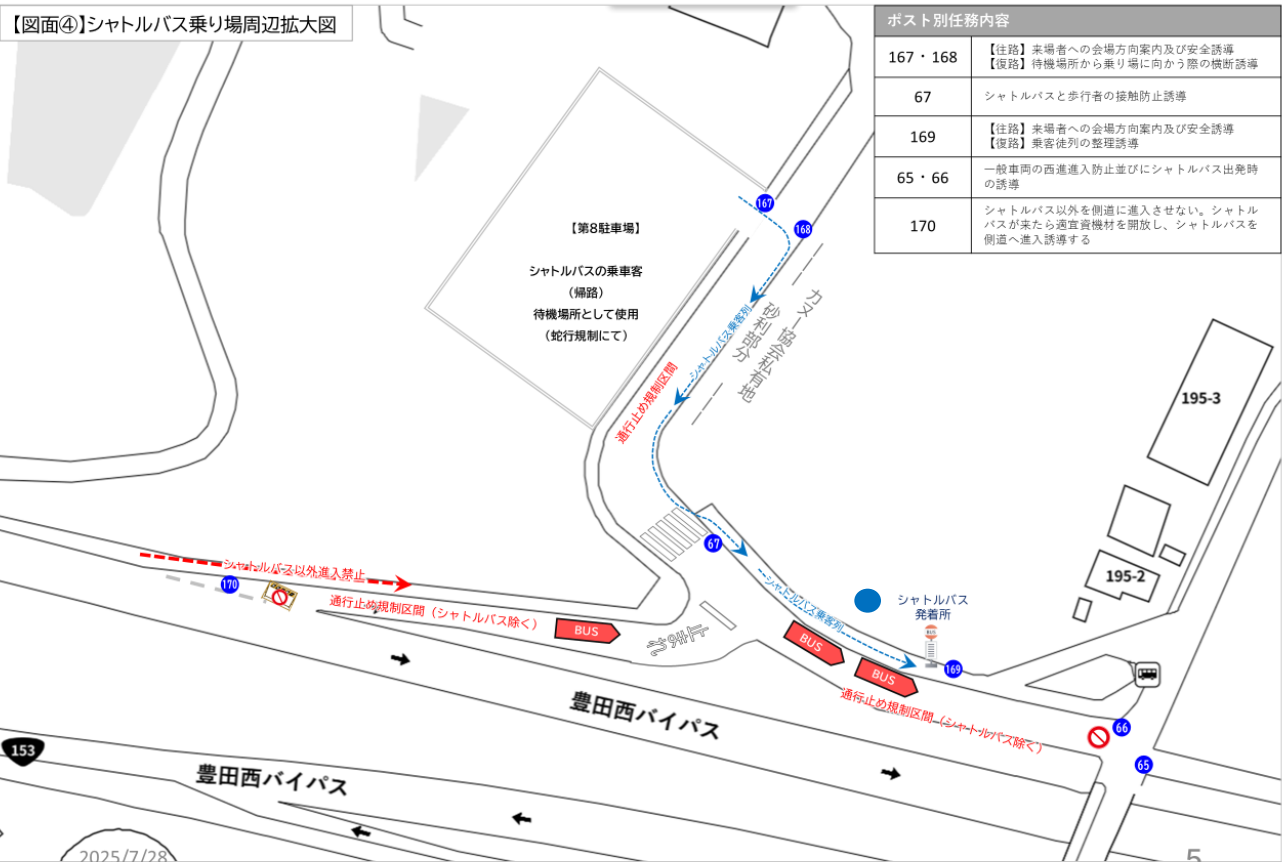 【図面④】シャトルバス乗り場周辺拡大図
ポスト別任務内容
167・168
【往路】来場者への会場方向案内及び安全誘導
【復路】待機場所から乗り場に向かう際の横断誘導
67
シャトルバスと歩行者の接触防止誘導
169
【往路】来場者への会場方向案内及び安全誘導
【復路】乗客徒列の整理誘導
65・66
一般車両の西進進入防止並びにシャトルバス出発時
の誘導
170
シャトルバス以外を側道に進入させない。シャトル
バスが来たら適宜資機材を開放し、シャトルバスを
側道へ進入誘導する
167
168
【第8駐車場】
シャトルバスの乗車客
（帰路）
待機場所として使用
（蛇行規制にて）
シャトルバス乗客列
カヌー協会私有地
砂利部分
通行止め規制区間
195-3
67
シャトルバス以外進入禁止
170
通行止め規制区間（シャトルバス除く）
BUS
止まれ
シャトルバス乗客列
シャトルバス
発着所
BUS
195-2
BUS
BUS
169
通行止め規制区間（シャトルバス除く）
66
65
豊田西バイパス
153
豊田西バイパス
2025/7/28
5